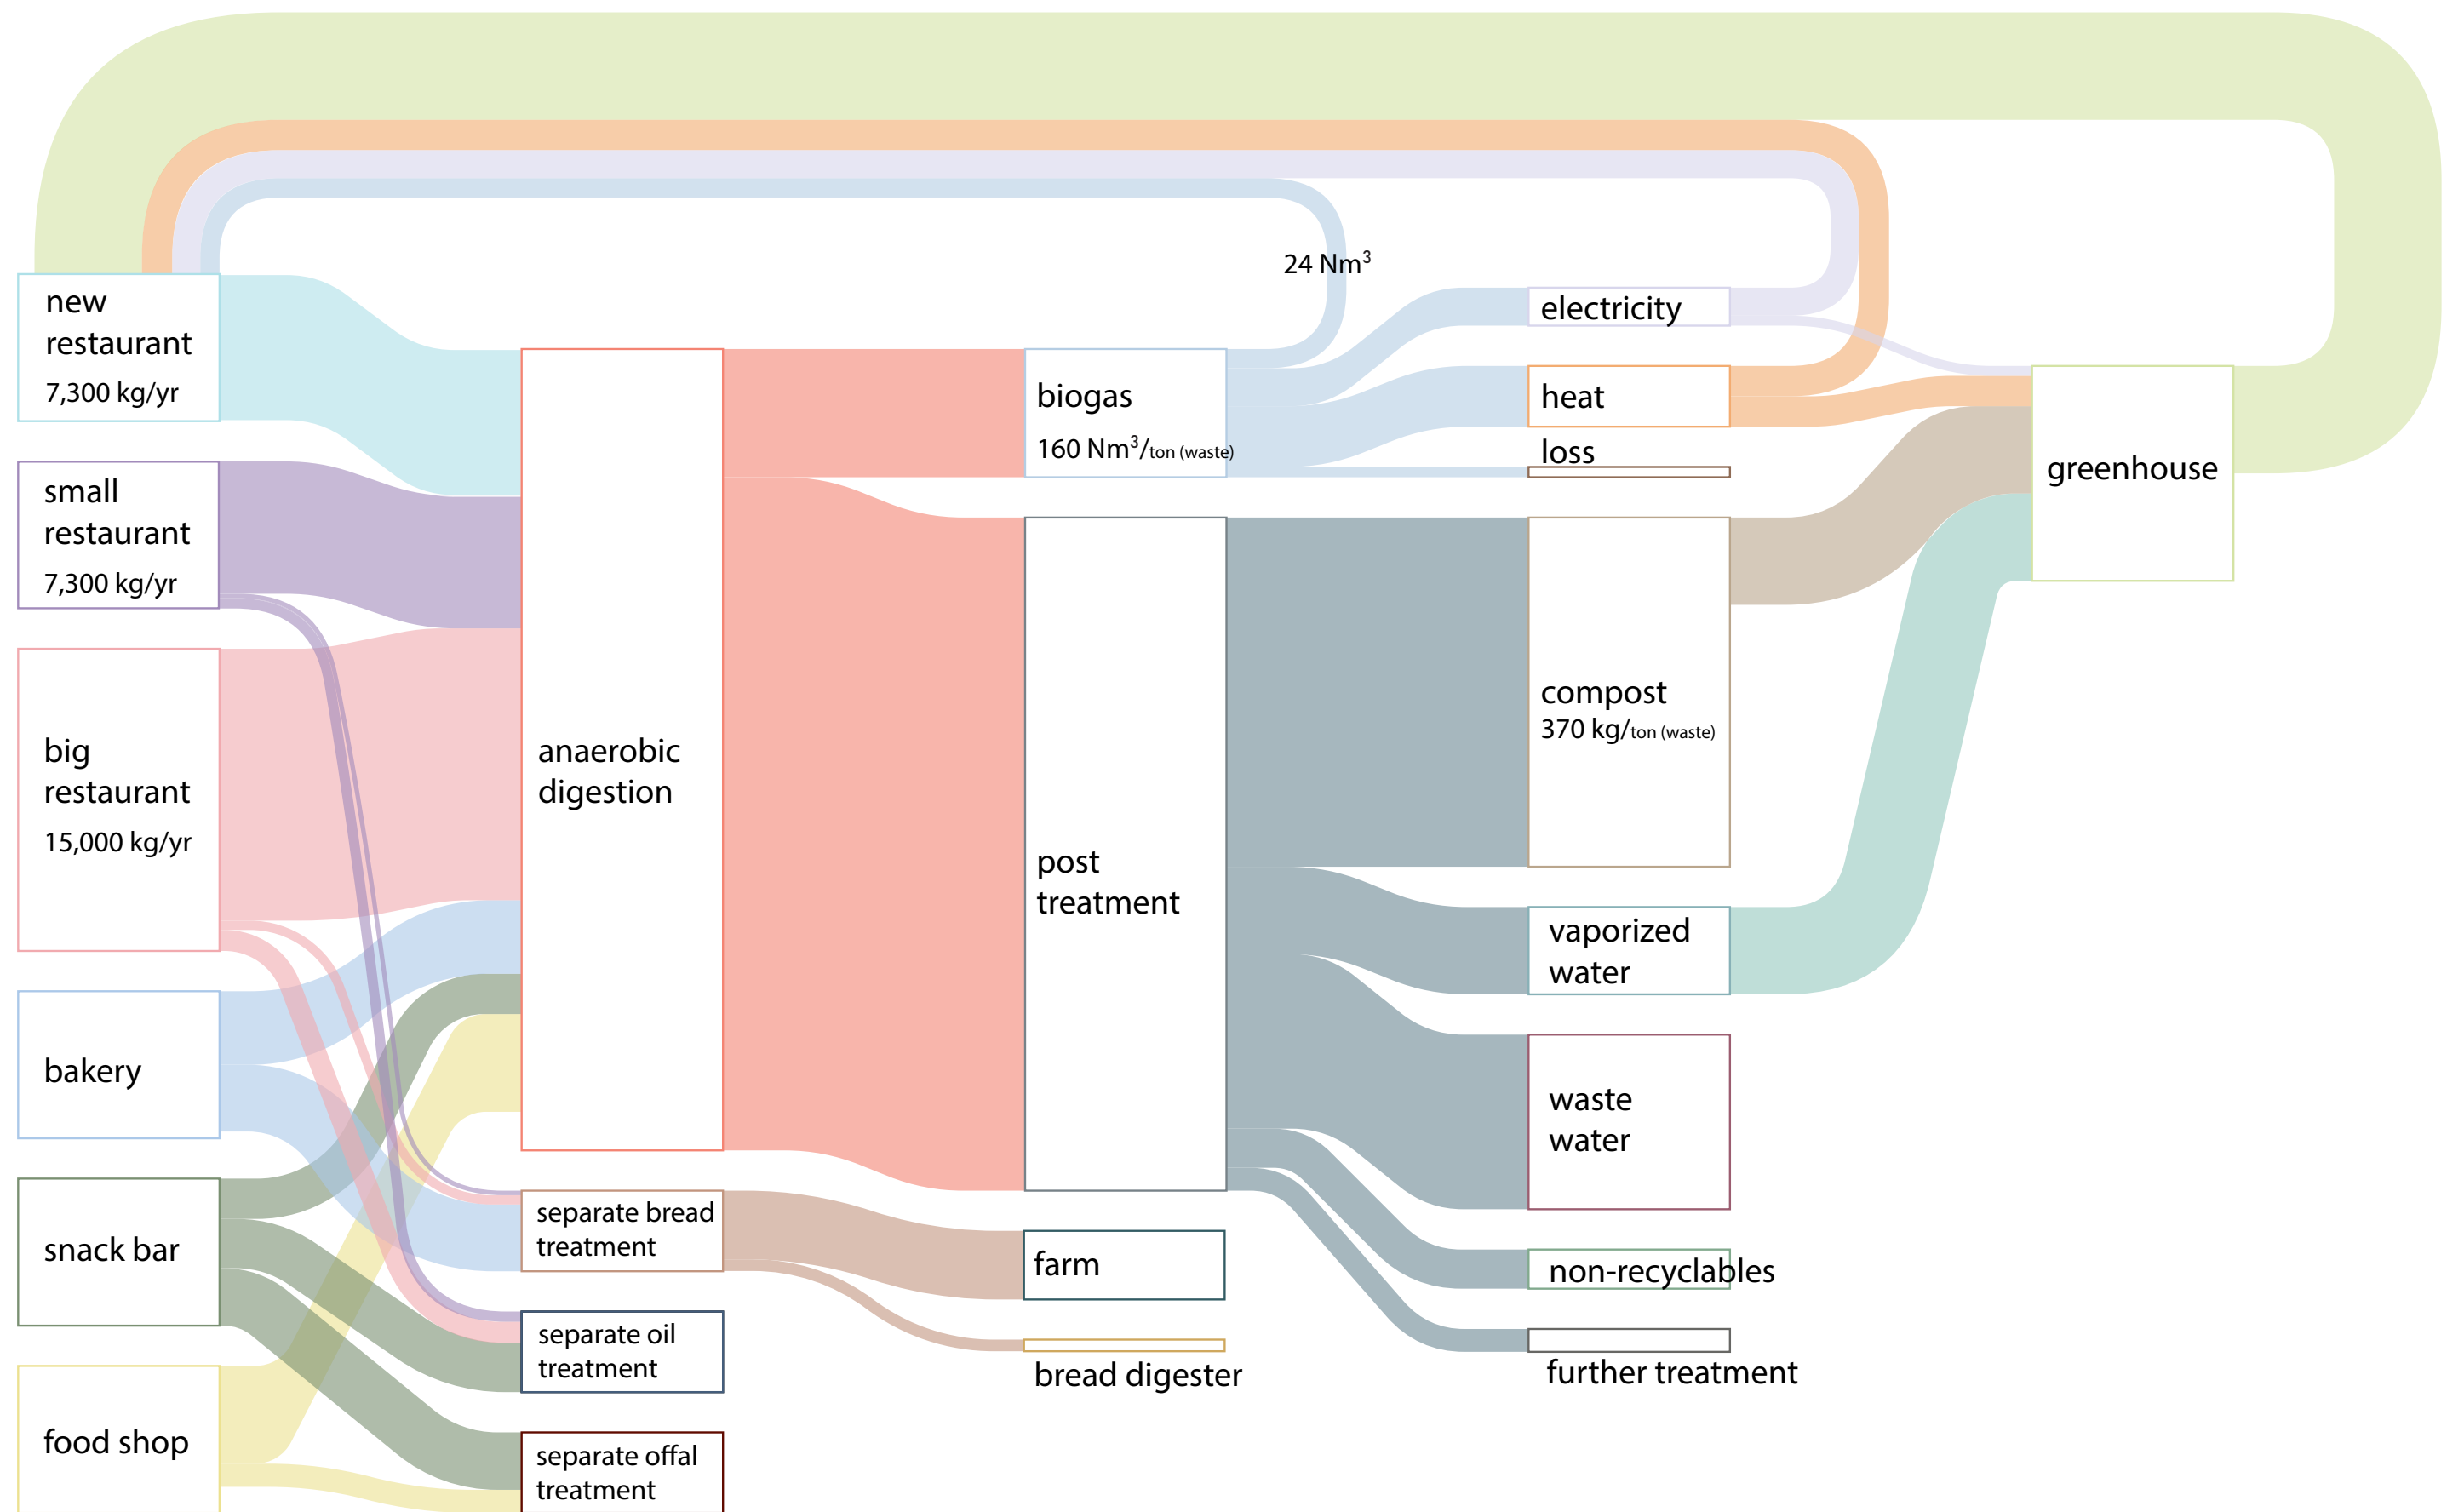 24 Nm³
new
restaurant
7,300 kg/yr
small
restaurant
7,300 kg/yr
big
restaurant
15,000 kg/yr
bakery
snack bar
food shop
anaerobic
digestion
separate bread
treatment
separate oil
treatment
separate offal
treatment
biogas
160 Nm³/ton (waste)
post
treatment
farm
bread digester
electricity
heat
loss
compost
370 kg/ton (waste)
vaporized
water
waste
water
non-recyclables
further treatment
greenhouse